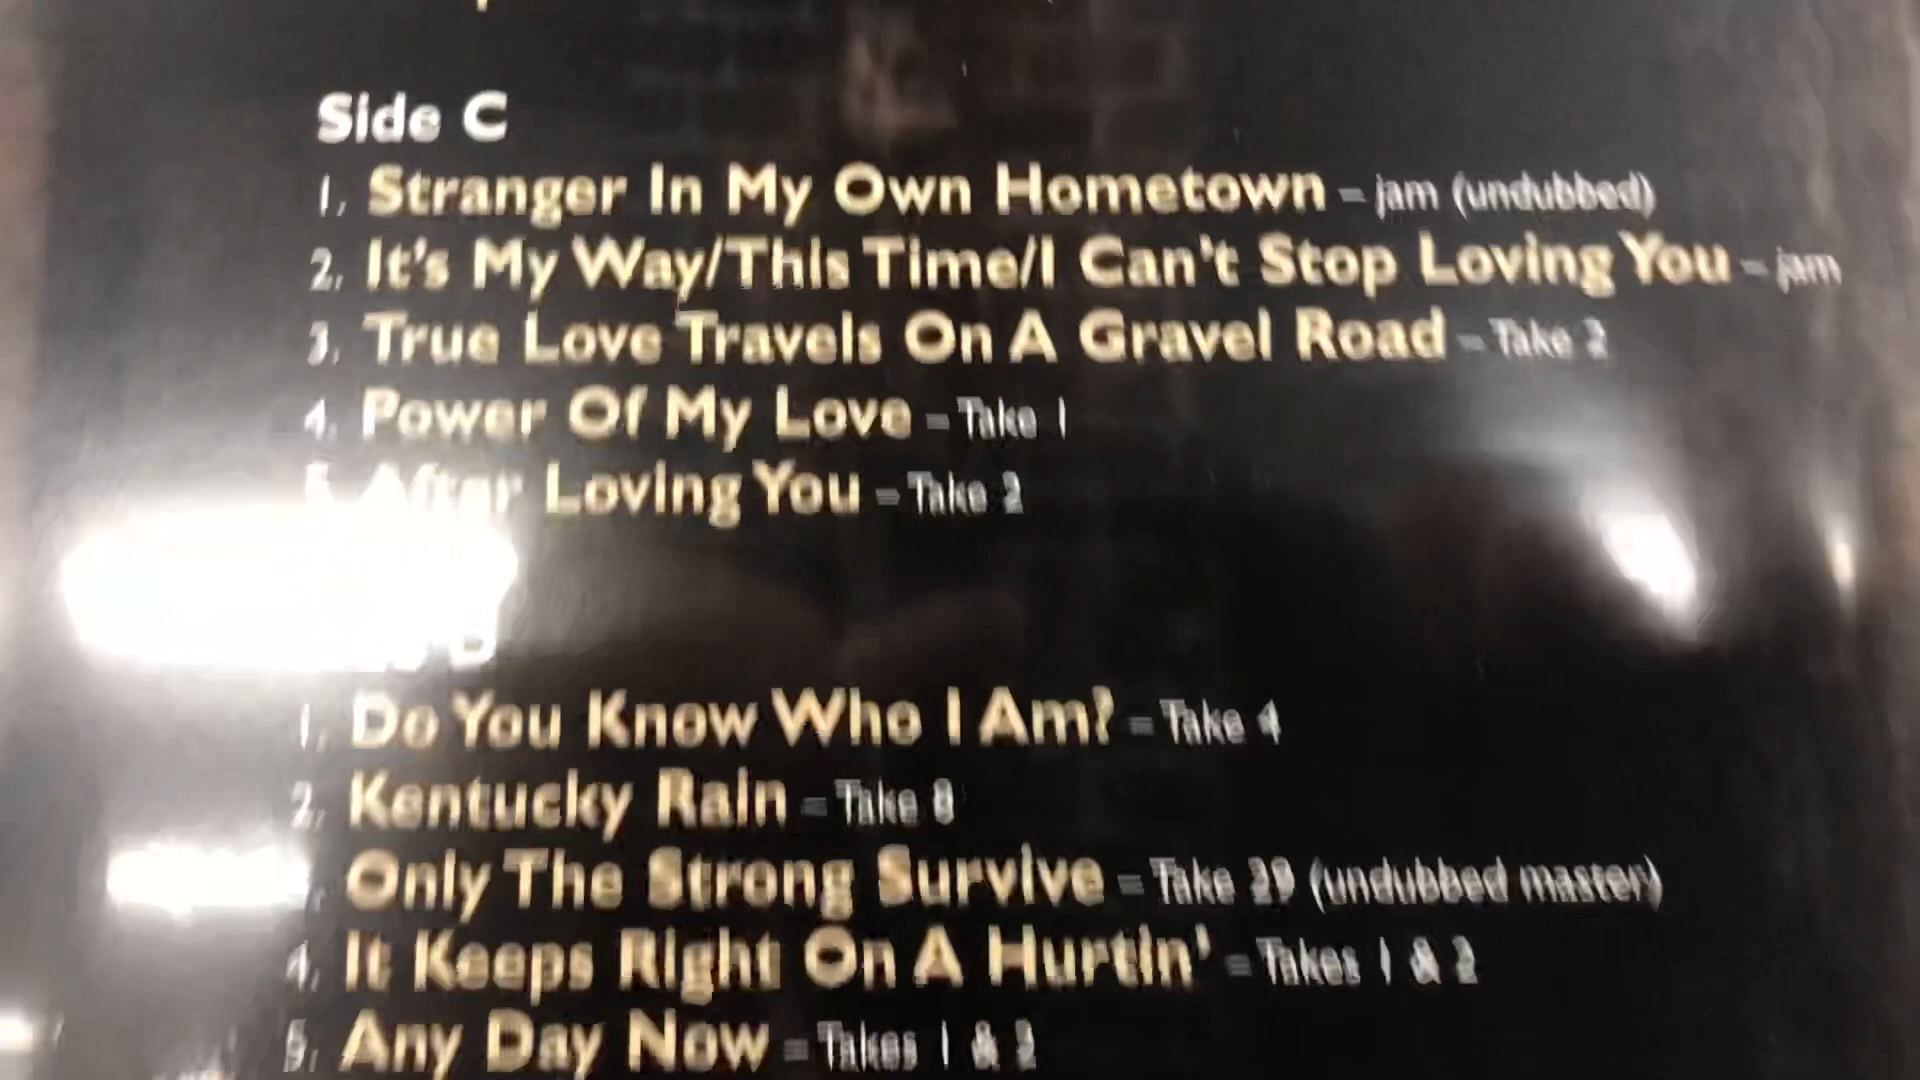 Side C
1. Stranger In My Own Hometown – jam (undubbed)
2. It's My Way/This Time/I Can't Stop Loving You – jam
3. True Love Travels On A Gravel Road – Take 2
4. Power Of My Love – Take 1
5. After Loving You – Take 2
D
1. Do You Know Who I Am? – Take 4
2. Kentucky Rain – Take 8
Only The Strong Survive – Take 29 (undubbed master)
4. It Keeps Right On A Hurtin' – Takes 1 & 2
5. Any Day Now – Takes 1 &